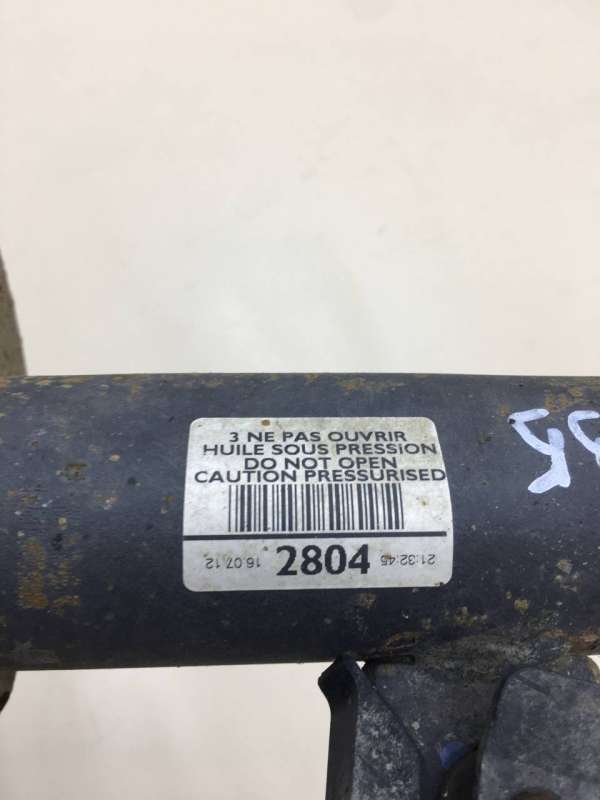 3 NE PAS OUVRIR
HUILE SOUS PRESSiON
DO NOT OPEN
CAUTION PRESSURISED
16.07.12 2804 21:32:45
55